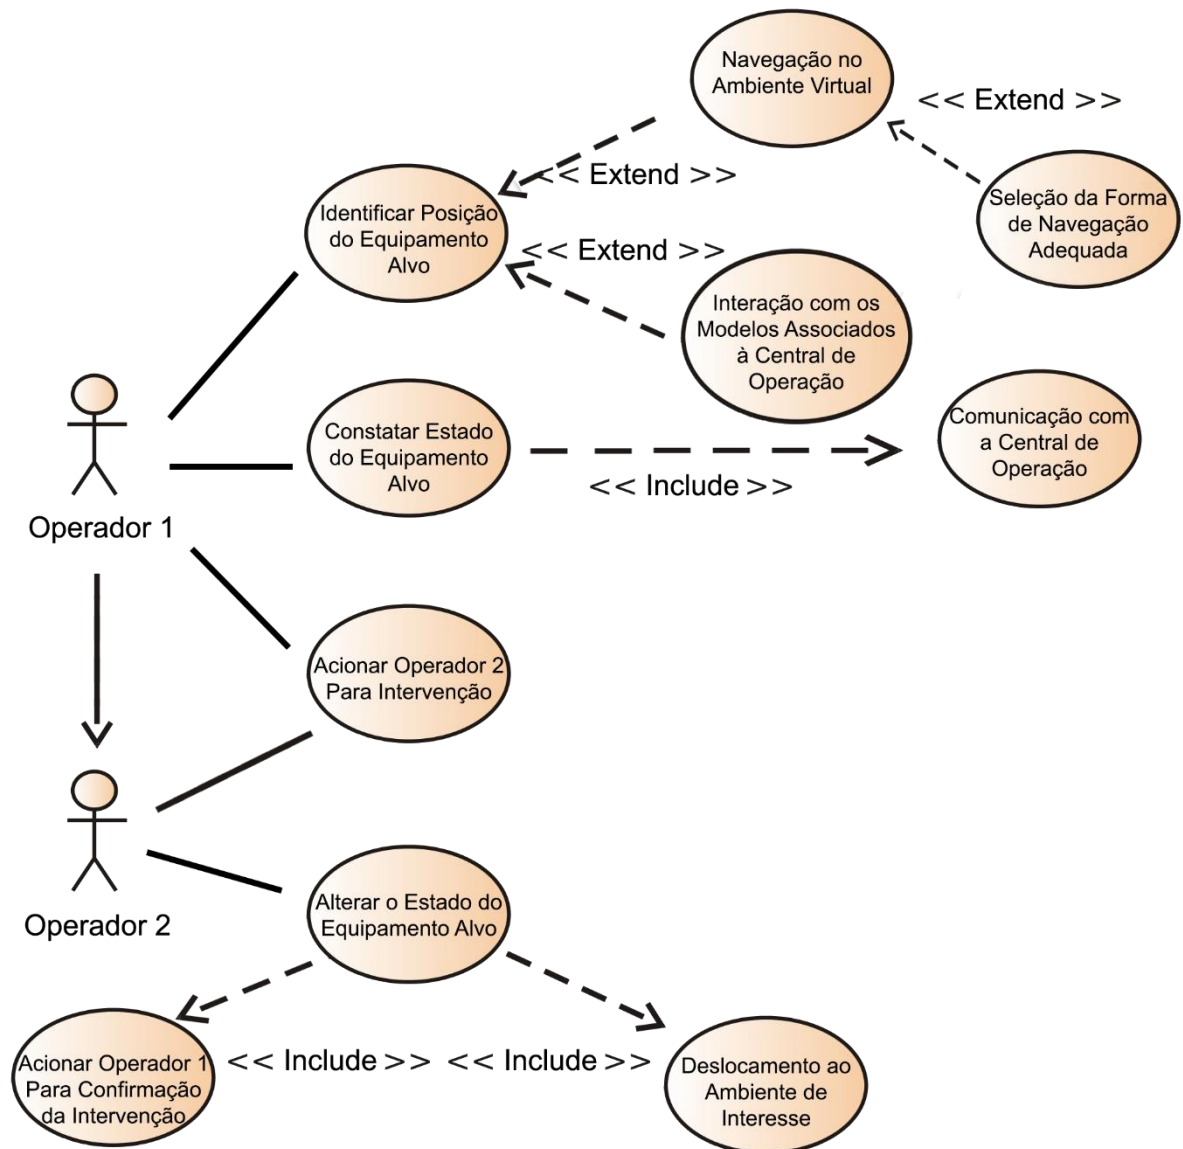 Navegação no
Ambiente Virtual
<< Extend >>
<< Extend >>
Seleção da Forma
de Navegação
Adequada
Identificar Posição
do Equipamento
Alvo
<< Extend >>
Interação com os
Modelos Associados
à Central de
Operação
Constatar Estado
do Equipamento
Alvo
<< Include >>
Comunicação com
a Central de
Operação
Operador 1
Acionar Operador 2
Para Intervenção
Operador 2
Alterar o Estado do
Equipamento Alvo
Acionar Operador 1
Para Confirmação
da Intervenção
<< Include >>
<< Include >>
Deslocamento ao
Ambiente de
Interesse